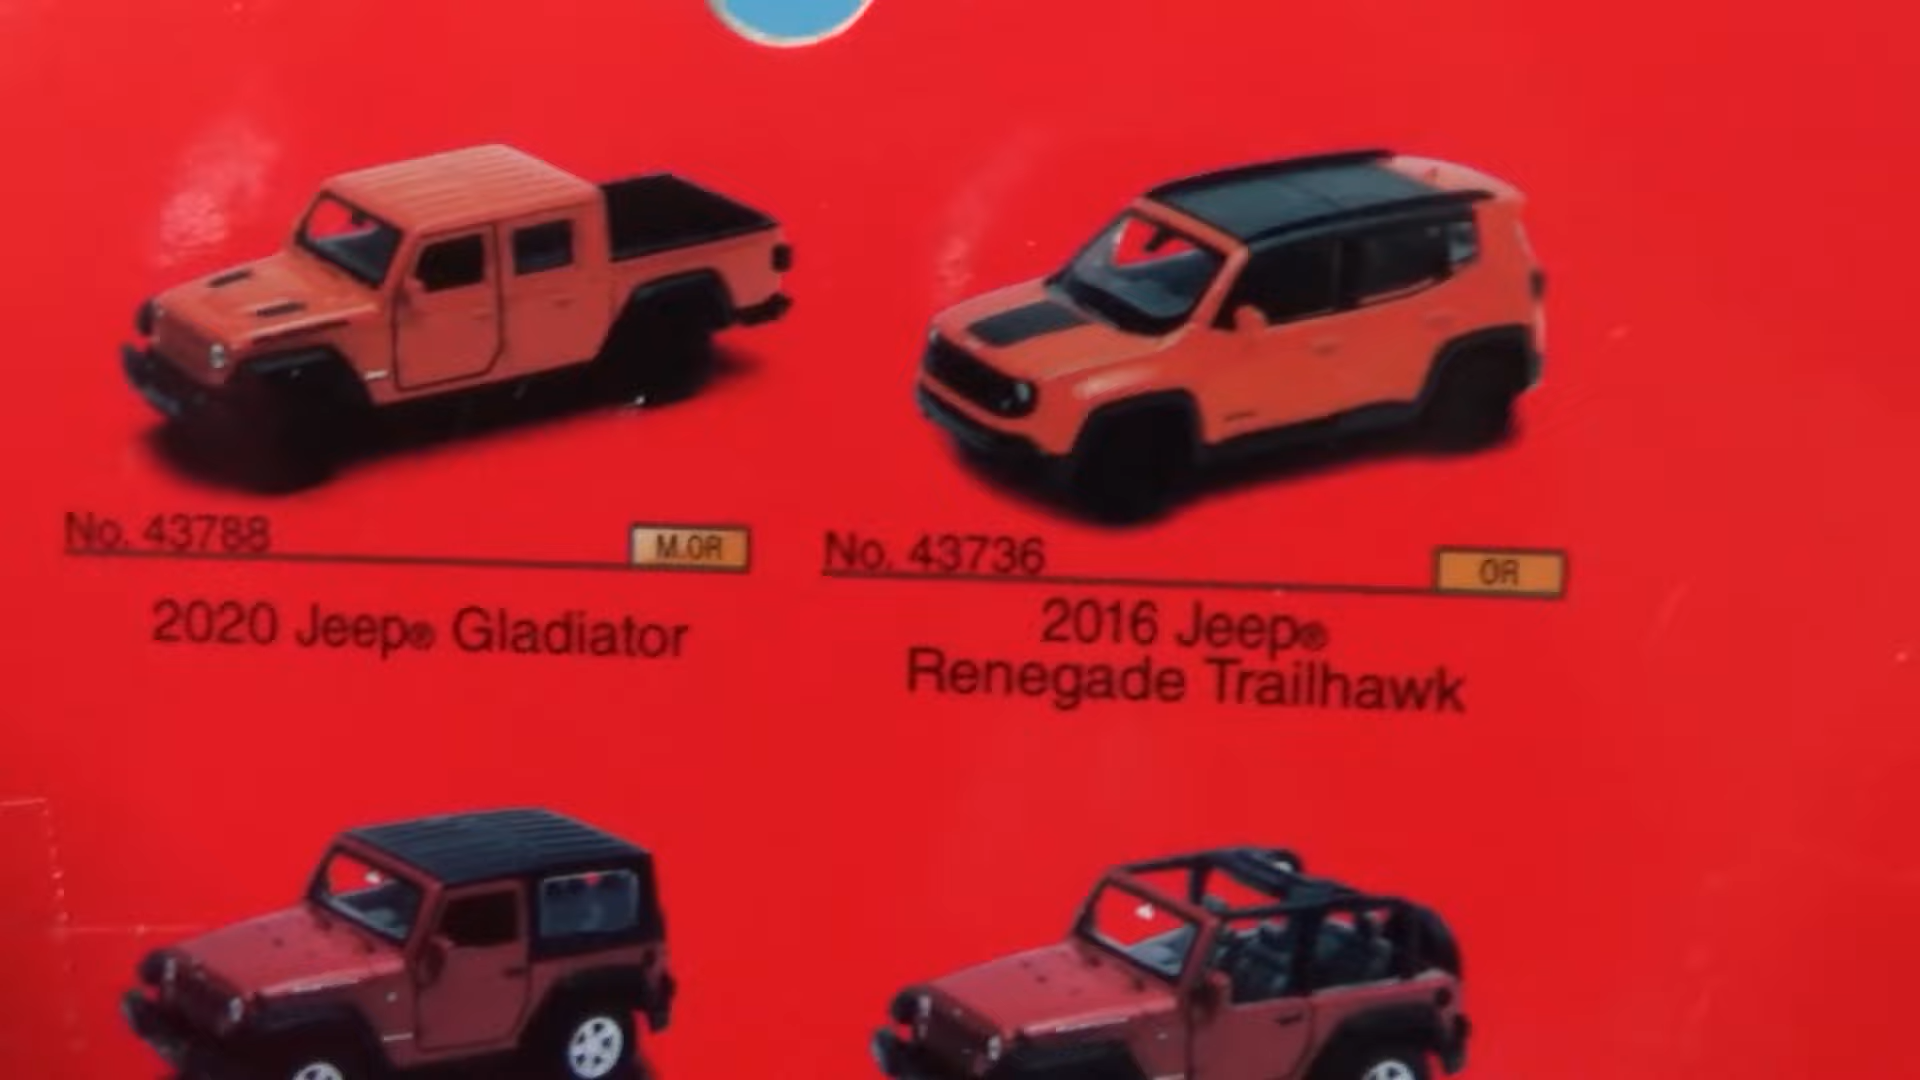 No. 43788 M.OR
2020 Jeep® Gladiator
No. 43736 OR
2016 Jeep®
Renegade Trailhawk